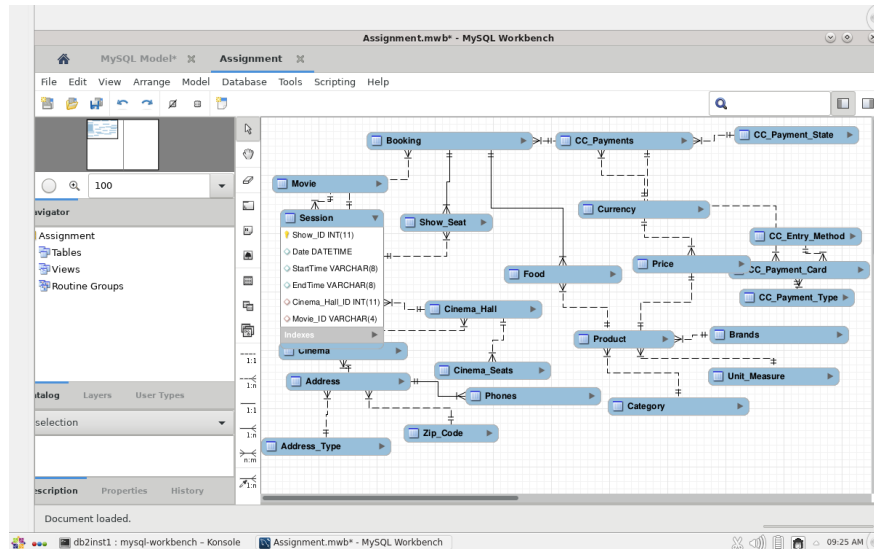 Assignment.mwb* - MySQL Workbench
MySQL Model*
Assignment
File Edit View Arrange Model Database Tools Scripting Help
100
avigator
Assignment
Tables
Views
Routine Groups
atalog Layers User Types
selection
escription Properties History
1:1
1:n
1:1
1:n
n:m
1:n
Booking
CC_Payments
CC_Payment_State
Movie
Session
Show_ID INT(11)
Date DATETIME
StartTime VARCHAR(8)
EndTime VARCHAR(8)
Cinema_Hall_ID INT(11)
Movie_ID VARCHAR(4)
Indexes
Show_Seat
Currency
CC_Entry_Method
Food
Price
CC_Payment_Card
CC_Payment_Type
Cinema_Hall
Product
Brands
Cinema
Address
Cinema_Seats
Unit_Measure
Phones
Category
Zip_Code
Address_Type
Document loaded.
db2inst1 : mysql-workbench – Konsole
Assignment.mwb* - MySQL Workbench
09:25 AM